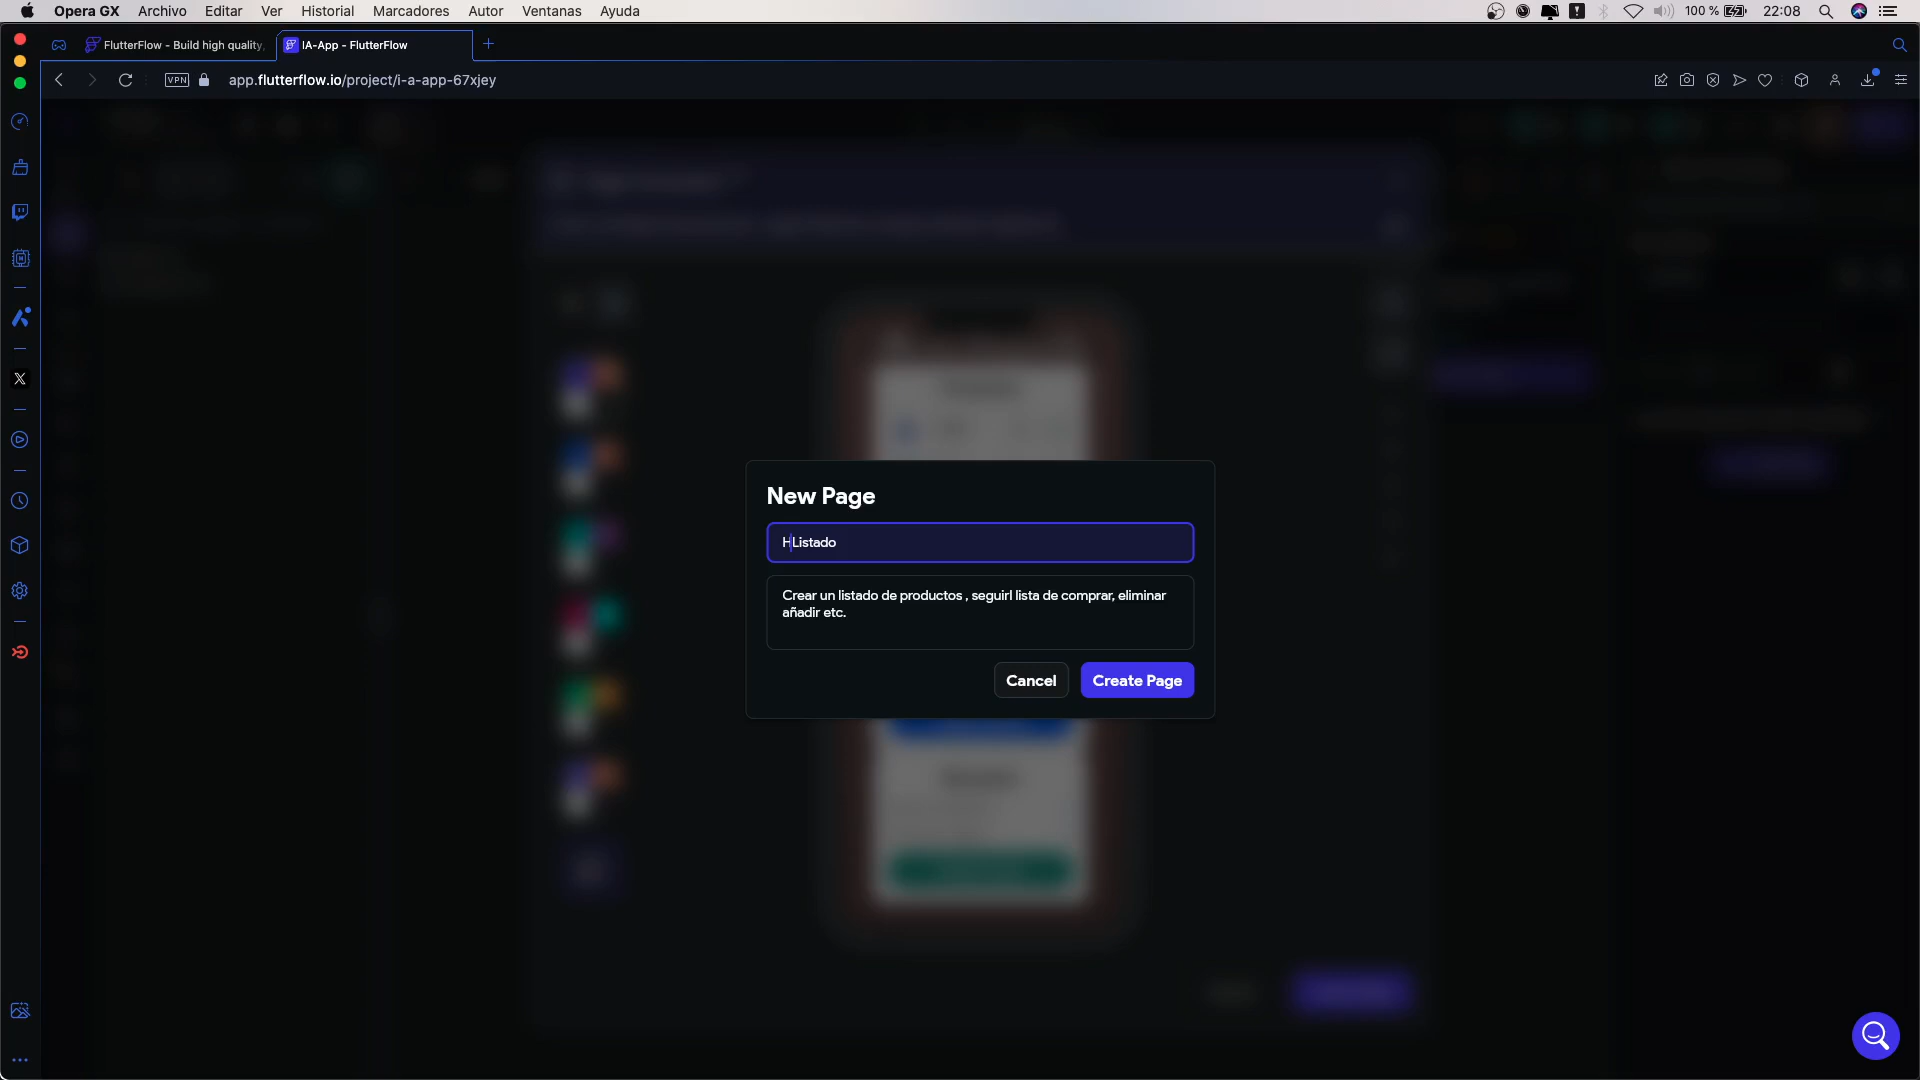 Opera GX Archivo Editar Ver Historial Marcadores Autor Ventanas Ayuda 100 % 22:08
FlutterFlow - Build high quality,
IA-App - FlutterFlow
VPN app.flutterflow.io/project/i-a-app-67xjey
New Page
HListado
Crear un listado de productos , seguirl lista de comprar, eliminar
añadir etc.
Cancel
Create Page